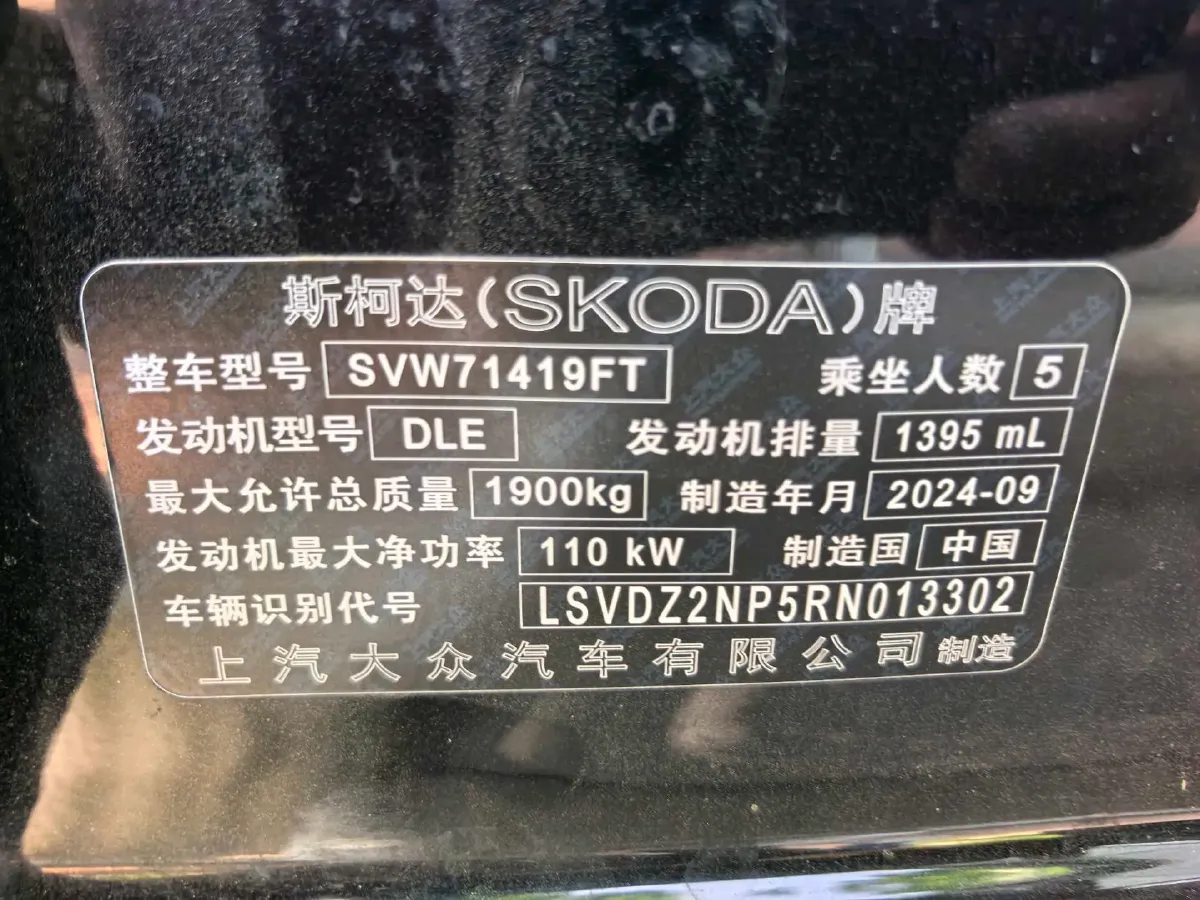 斯柯达(SKODA)牌
整车型号 SVW71419FT 乘坐人数 5
发动机型号 DLE 发动机排量 1395 mL
最大允许总质量 1900kg 制造年月 2024-09
发动机最大净功率 110 kW 制造国 中国
车辆识别代号 LSVDZ2NP5RN013302
上汽大众汽车有限公司 制造